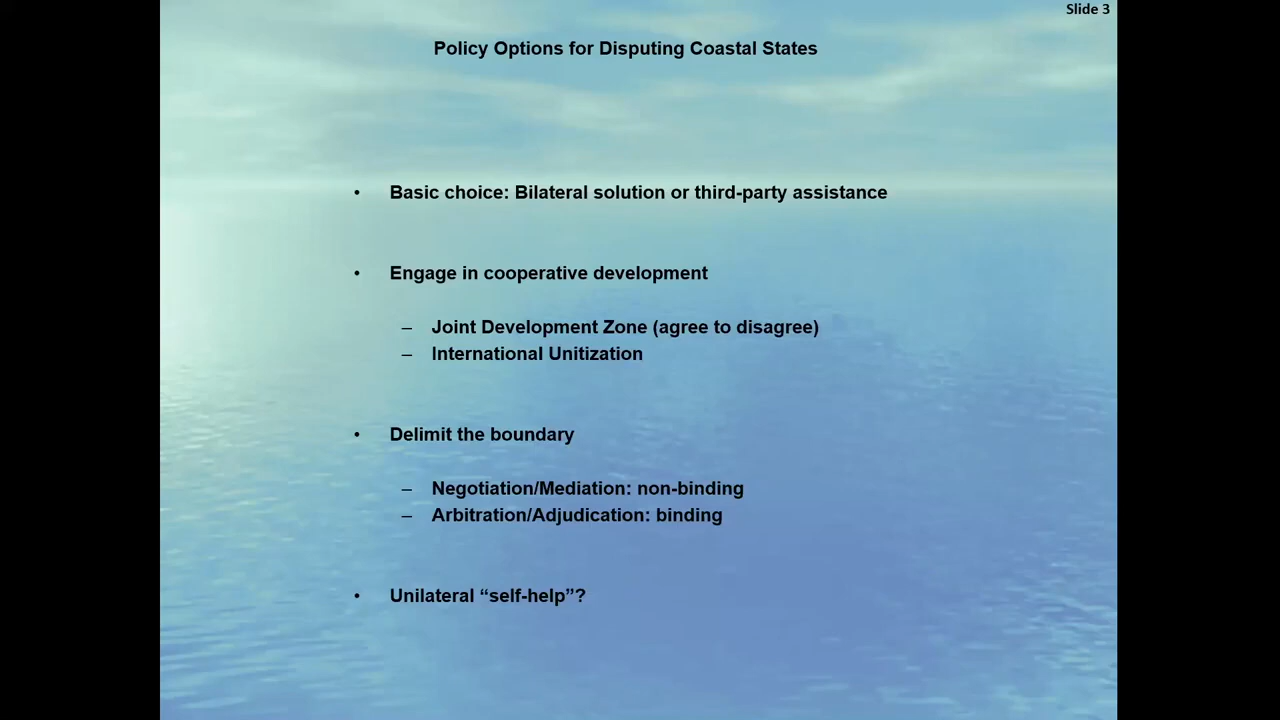 Slide 3
Policy Options for Disputing Coastal States
• Basic choice: Bilateral solution or third-party assistance
• Engage in cooperative development
– Joint Development Zone (agree to disagree)
– International Unitization
• Delimit the boundary
– Negotiation/Mediation: non-binding
– Arbitration/Adjudication: binding
• Unilateral “self-help”?